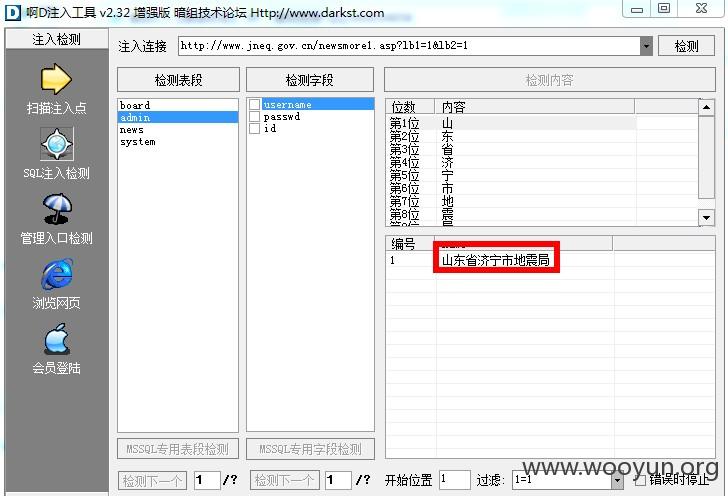 啊D注入工具 v2.32 增强版 暗组技术论坛 Http://www.darkst.com
注入检测
注入连接 http://www.jneq.gov.cn/newsmore1.asp?lb1=1&lb2=1 检测
扫描注入点
SQL注入检测
管理入口检测
浏览网页
会员登陆
检测表段
board
admin
news
system
MSSQL专用表段检测
检测下一个 1 /?
检测字段
username
passwd
id
MSSQL专用字段检测
检测下一个 1 /?
检测内容
位数 内容
第1位 山
第2位 东
第3位 省
第4位 济
第5位 宁
第6位 市
第7位 地
第8位 震
局
编号
1 山东省济宁市地震局
开始位置 1 过滤: 1=1 错误时停止
www.wooyun.org